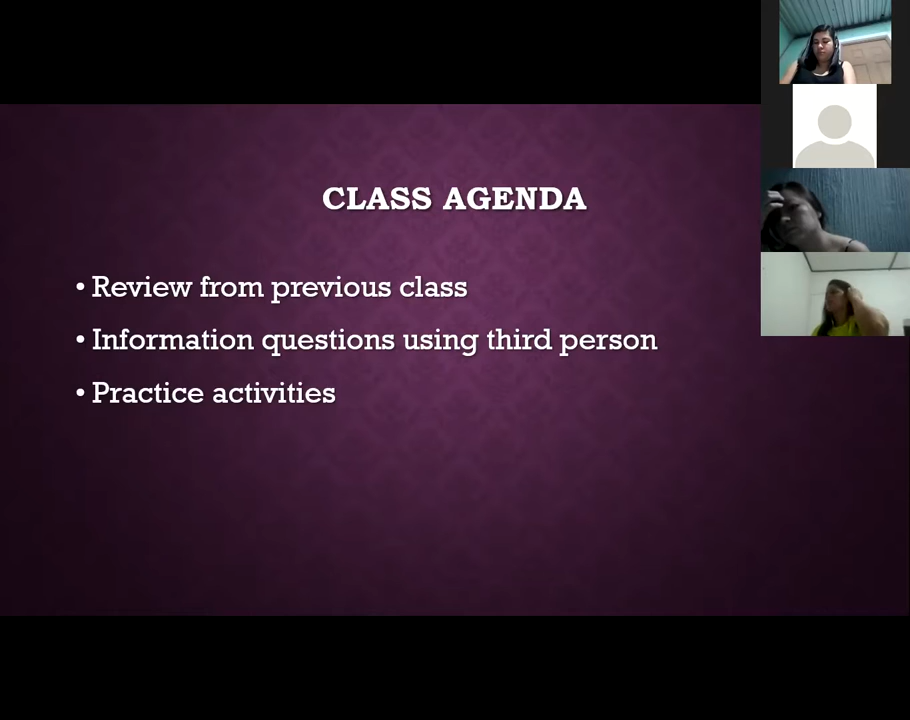 CLASS AGENDA
• Review from previous class
• Information questions using third person
• Practice activities